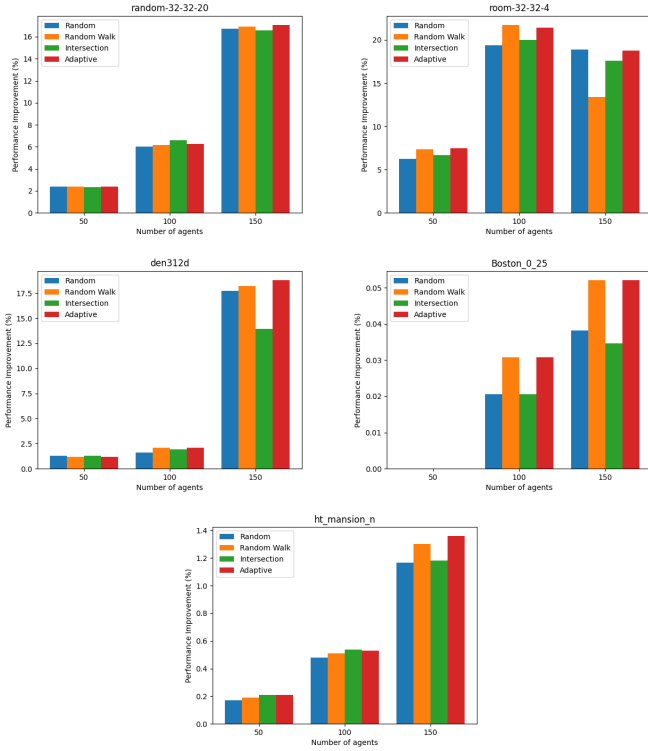 random-32-32-20
Performance Improvement (%)
16
14
12
10
8
6
4
2
0
Random
Random Walk
Intersection
Adaptive
50 100 150
Number of agents
room-32-32-4
Performance Improvement (%)
20
15
10
5
0
Random
Random Walk
Intersection
Adaptive
50 100 150
Number of agents
den312d
Performance Improvement (%)
17.5
15.0
12.5
10.0
7.5
5.0
2.5
0.0
Random
Random Walk
Intersection
Adaptive
50 100 150
Number of agents
Boston_0_25
Performance Improvement (%)
0.05
0.04
0.03
0.02
0.01
0.00
Random
Random Walk
Intersection
Adaptive
50 100 150
Number of agents
ht_mansion_n
Performance Improvement (%)
1.4
1.2
1.0
0.8
0.6
0.4
0.2
0.0
Random
Random Walk
Intersection
Adaptive
50 100 150
Number of agents